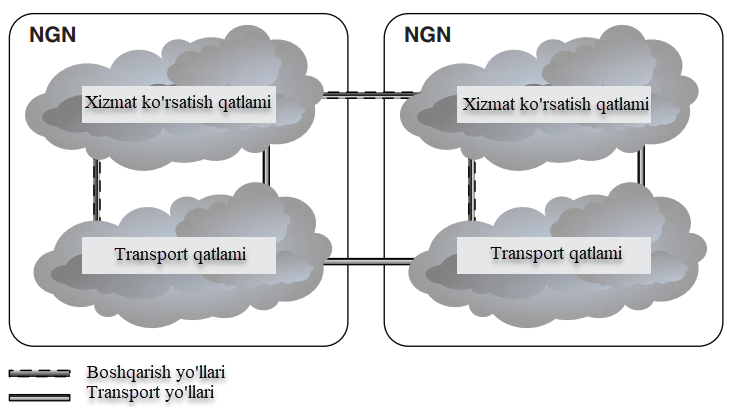 NGN
NGN
Xizmat ko'rsatish qatlami
Xizmat ko'rsatish qatlami
Transport qatlami
Transport qatlami
Boshqarish yo'llari
Transport yo'llari